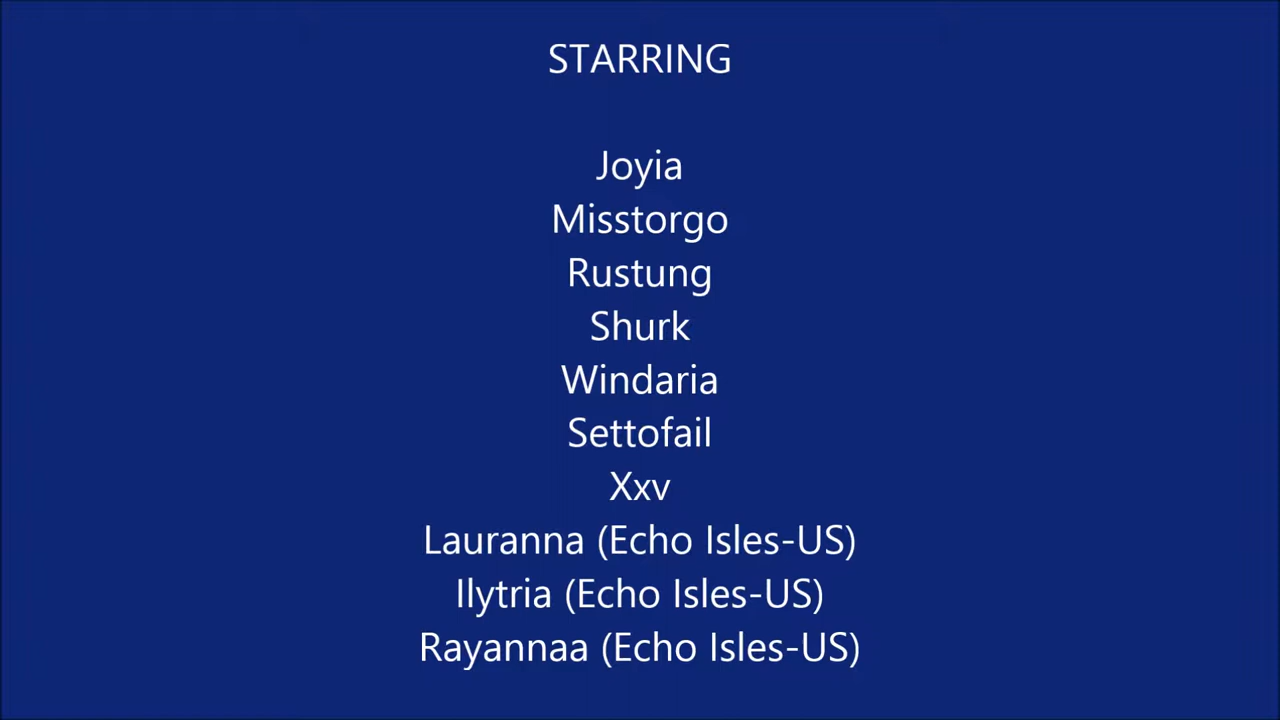 STARRING
Joyia
Misstorgo
Rustung
Shurk
Windaria
Settofail
Xxv
Lauranna (Echo Isles-US)
Ilytria (Echo Isles-US)
Rayannaa (Echo Isles-US)